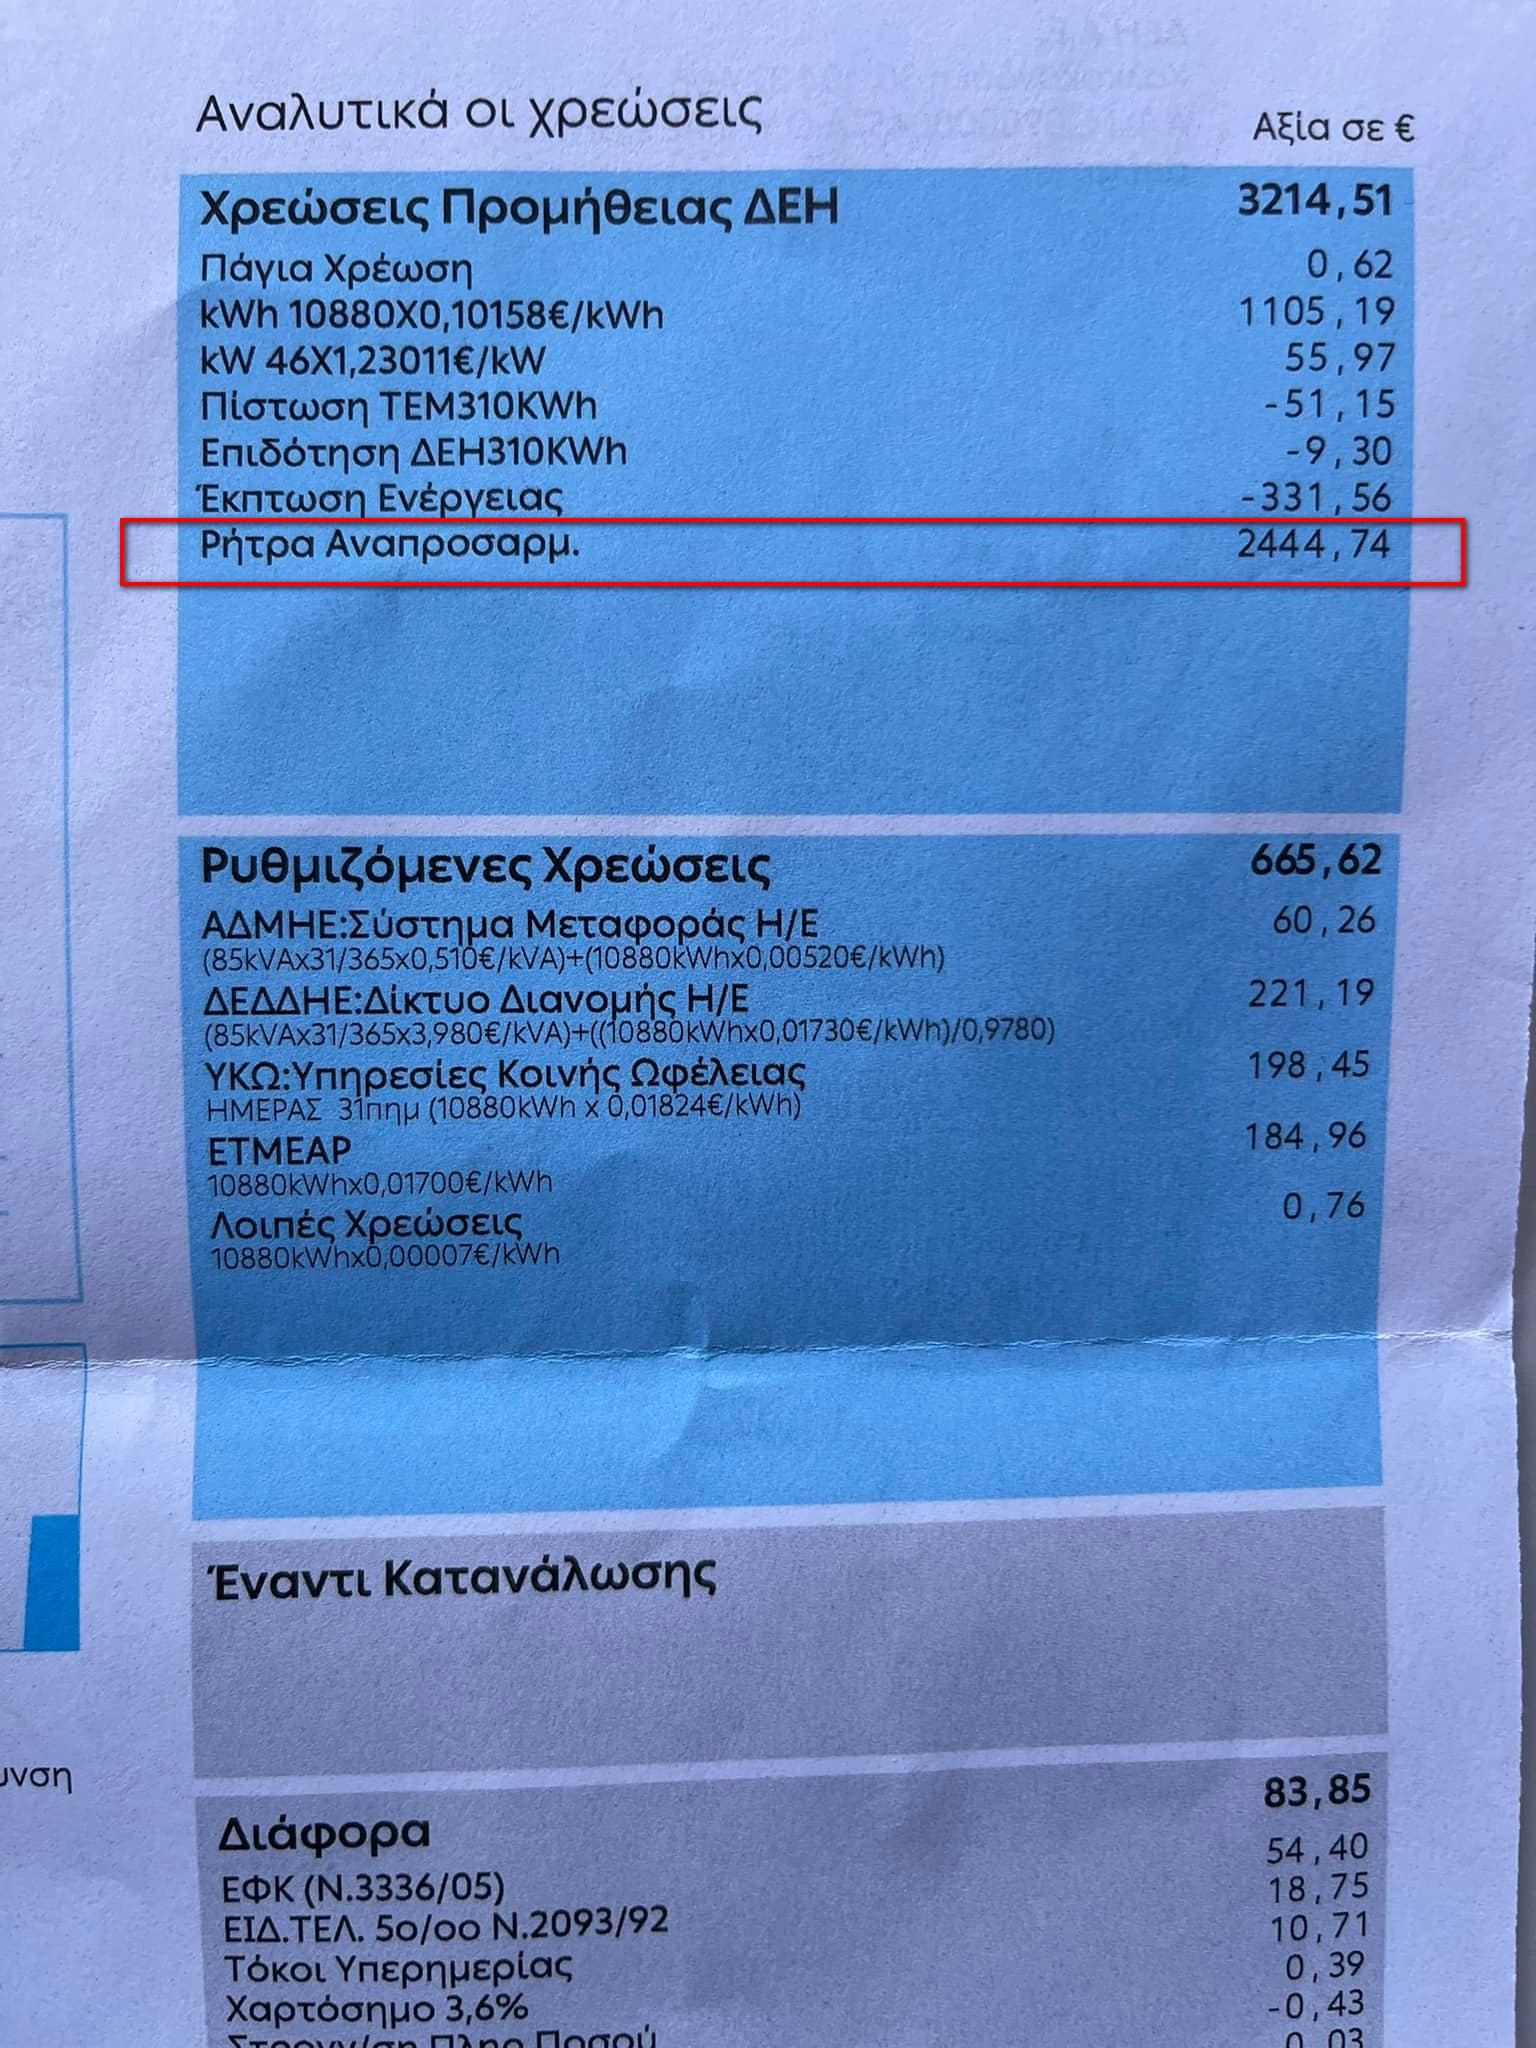 Αναλυτικά οι χρεώσεις Αξία σε €
Χρεώσεις Προμήθειας ΔΕΗ 3214,51
Πάγια Χρέωση 0,62
kWh 10880X0,10158€/kWh 1105,19
kW 46X1,23011€/kW 55,97
Πίστωση ΤΕΜ310KWh -51,15
Επιδότηση ΔΕΗ310KWh -9,30
Έκπτωση Ενέργειας -331,56
Ρήτρα Αναπροσαρμ. 2444,74
Ρυθμιζόμενες Χρεώσεις 665,62
ΑΔΜΗΕ:Σύστημα Μεταφοράς Η/Ε 60,26
(85kVAx31/365x0,510€/kVA)+(10880kWhx0,00520€/kWh)
ΔΕΔΔΗΕ:Δίκτυο Διανομής Η/Ε 221,19
(85kVAx31/365x3,980€/kVA)+((10880kWhx0,01730€/kWh)/0,9780)
ΥΚΩ:Υπηρεσίες Κοινής Ωφέλειας 198,45
ΗΜΕΡΑΣ 31πημ (10880kWh x 0,01824€/kWh)
ΕΤΜΕΑΡ 184,96
10880kWhx0,01700€/kWh
Λοιπές Χρεώσεις 0,76
10880kWhx0,00007€/kWh
Έναντι Κατανάλωσης
Διάφορα 83,85
54,40
ΕΦΚ (Ν.3336/05) 18,75
ΕΙΔ.ΤΕΛ. 5ο/οο Ν.2093/92 10,71
Τόκοι Υπερημερίας 0,39
Χαρτόσημο 3,6% -0,43
Στρογγ/ση Πληρ Ποσού 0,03
υνση